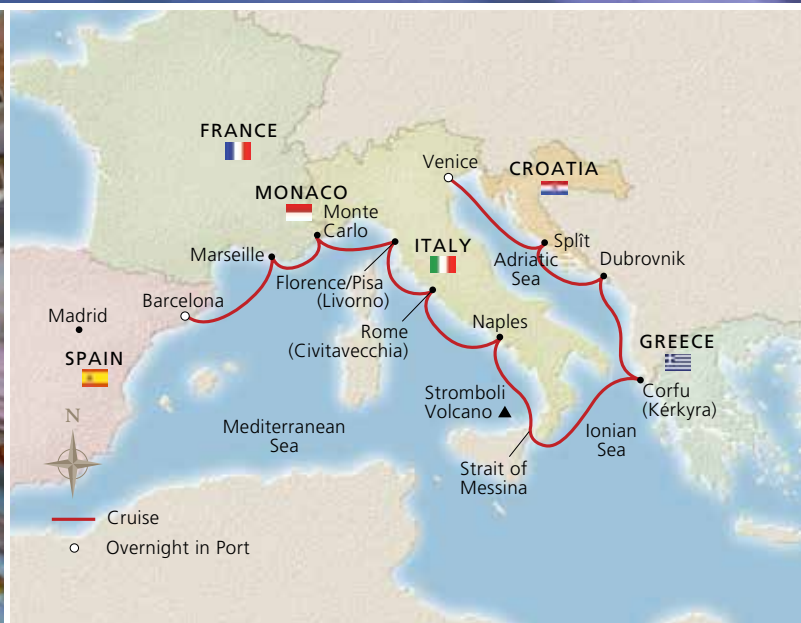 FRANCE
MONACO
Monte
Carlo
Marseille
Barcelona
Madrid
SPAIN
Florence/Pisa
(Livorno)
ITALY
Rome
(Civitavecchia)
Naples
Venice
CROATIA
Splît
Adriatic
Sea
Dubrovnik
GREECE
Corfu
(Kérkyra)
Ionian
Sea
Stromboli
Volcano
Strait of
Messina
Mediterranean
Sea
N
Cruise
Overnight in Port